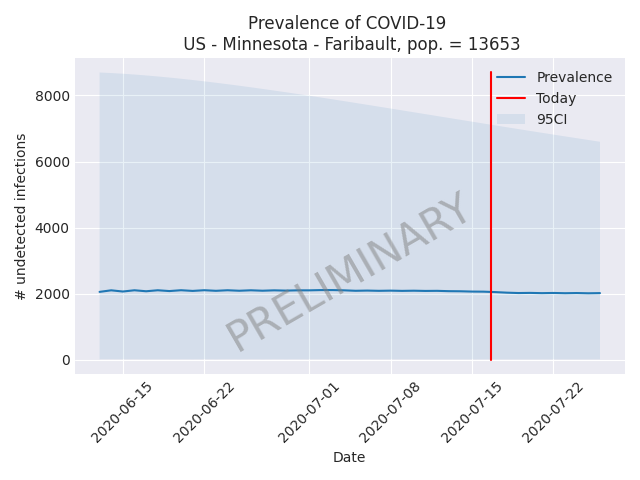 Prevalence of COVID-19
US - Minnesota - Faribault, pop. = 13653
Prevalence
Today
95CI
8000
6000
4000
2000
0
# undetected infections
PRELIMINARY
2020-06-15
2020-06-22
2020-07-01
2020-07-08
2020-07-15
2020-07-22
Date